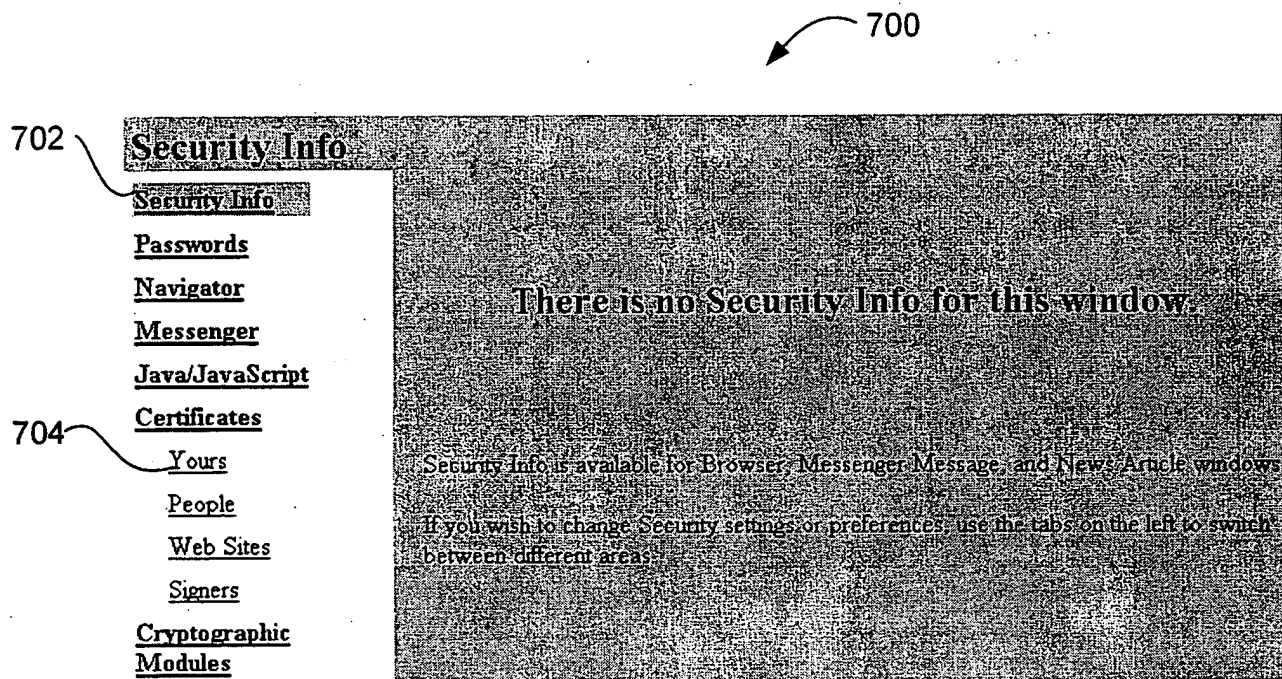 700
702
Security Info
Security Info
Passwords
Navigator
Messenger
Java/JavaScript
Certificates
704
Yours
People
Web Sites
Signers
Cryptographic
Modules
There is no Security Info for this window.
Security Info is available for Browser, Messenger Message, and News Article windows
If you wish to change Security settings or preferences, use the tabs on the left to switch
between different areas.